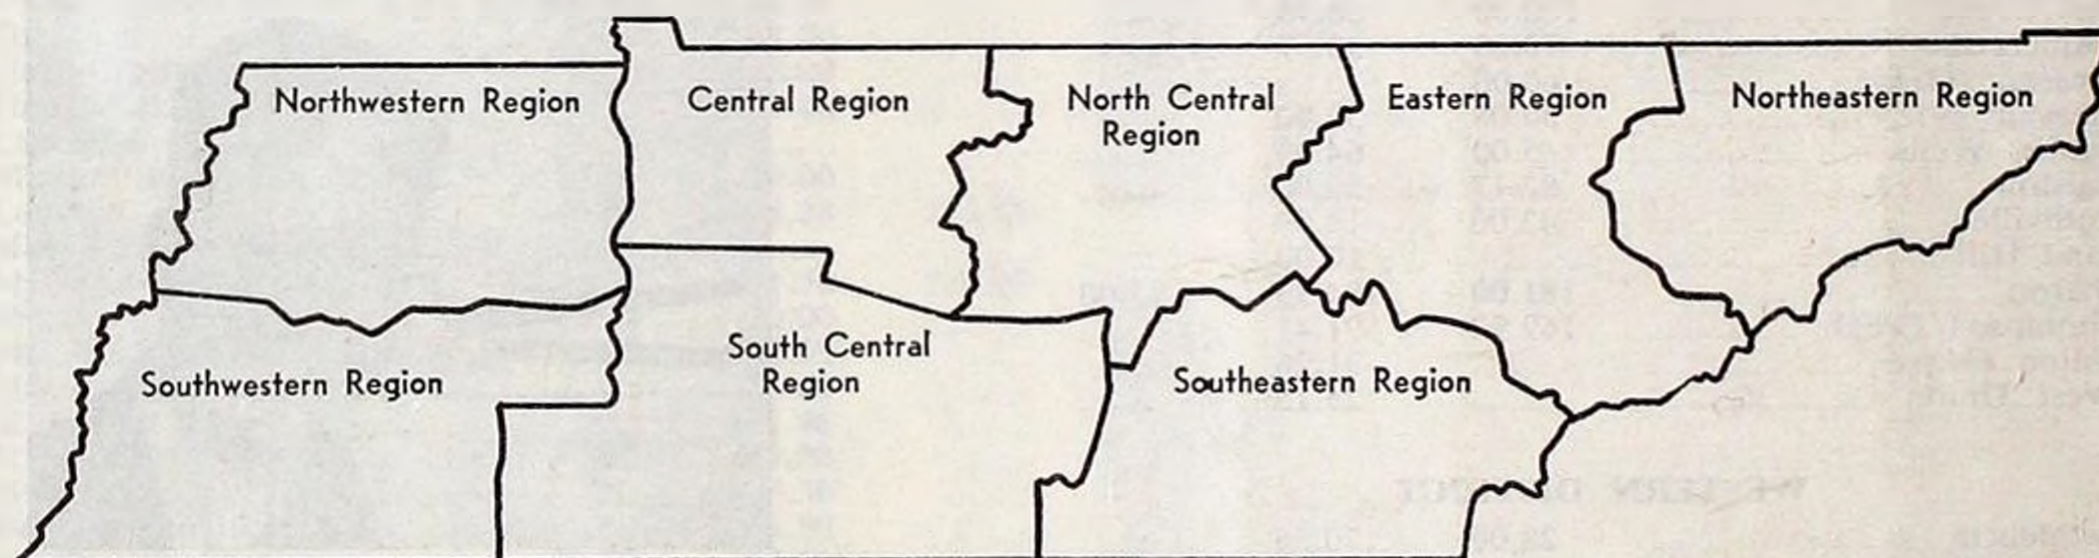 Northwestern Region
Central Region
North Central
Region
Eastern Region
Northeastern Region
Southwestern Region
South Central
Region
Southeastern Region